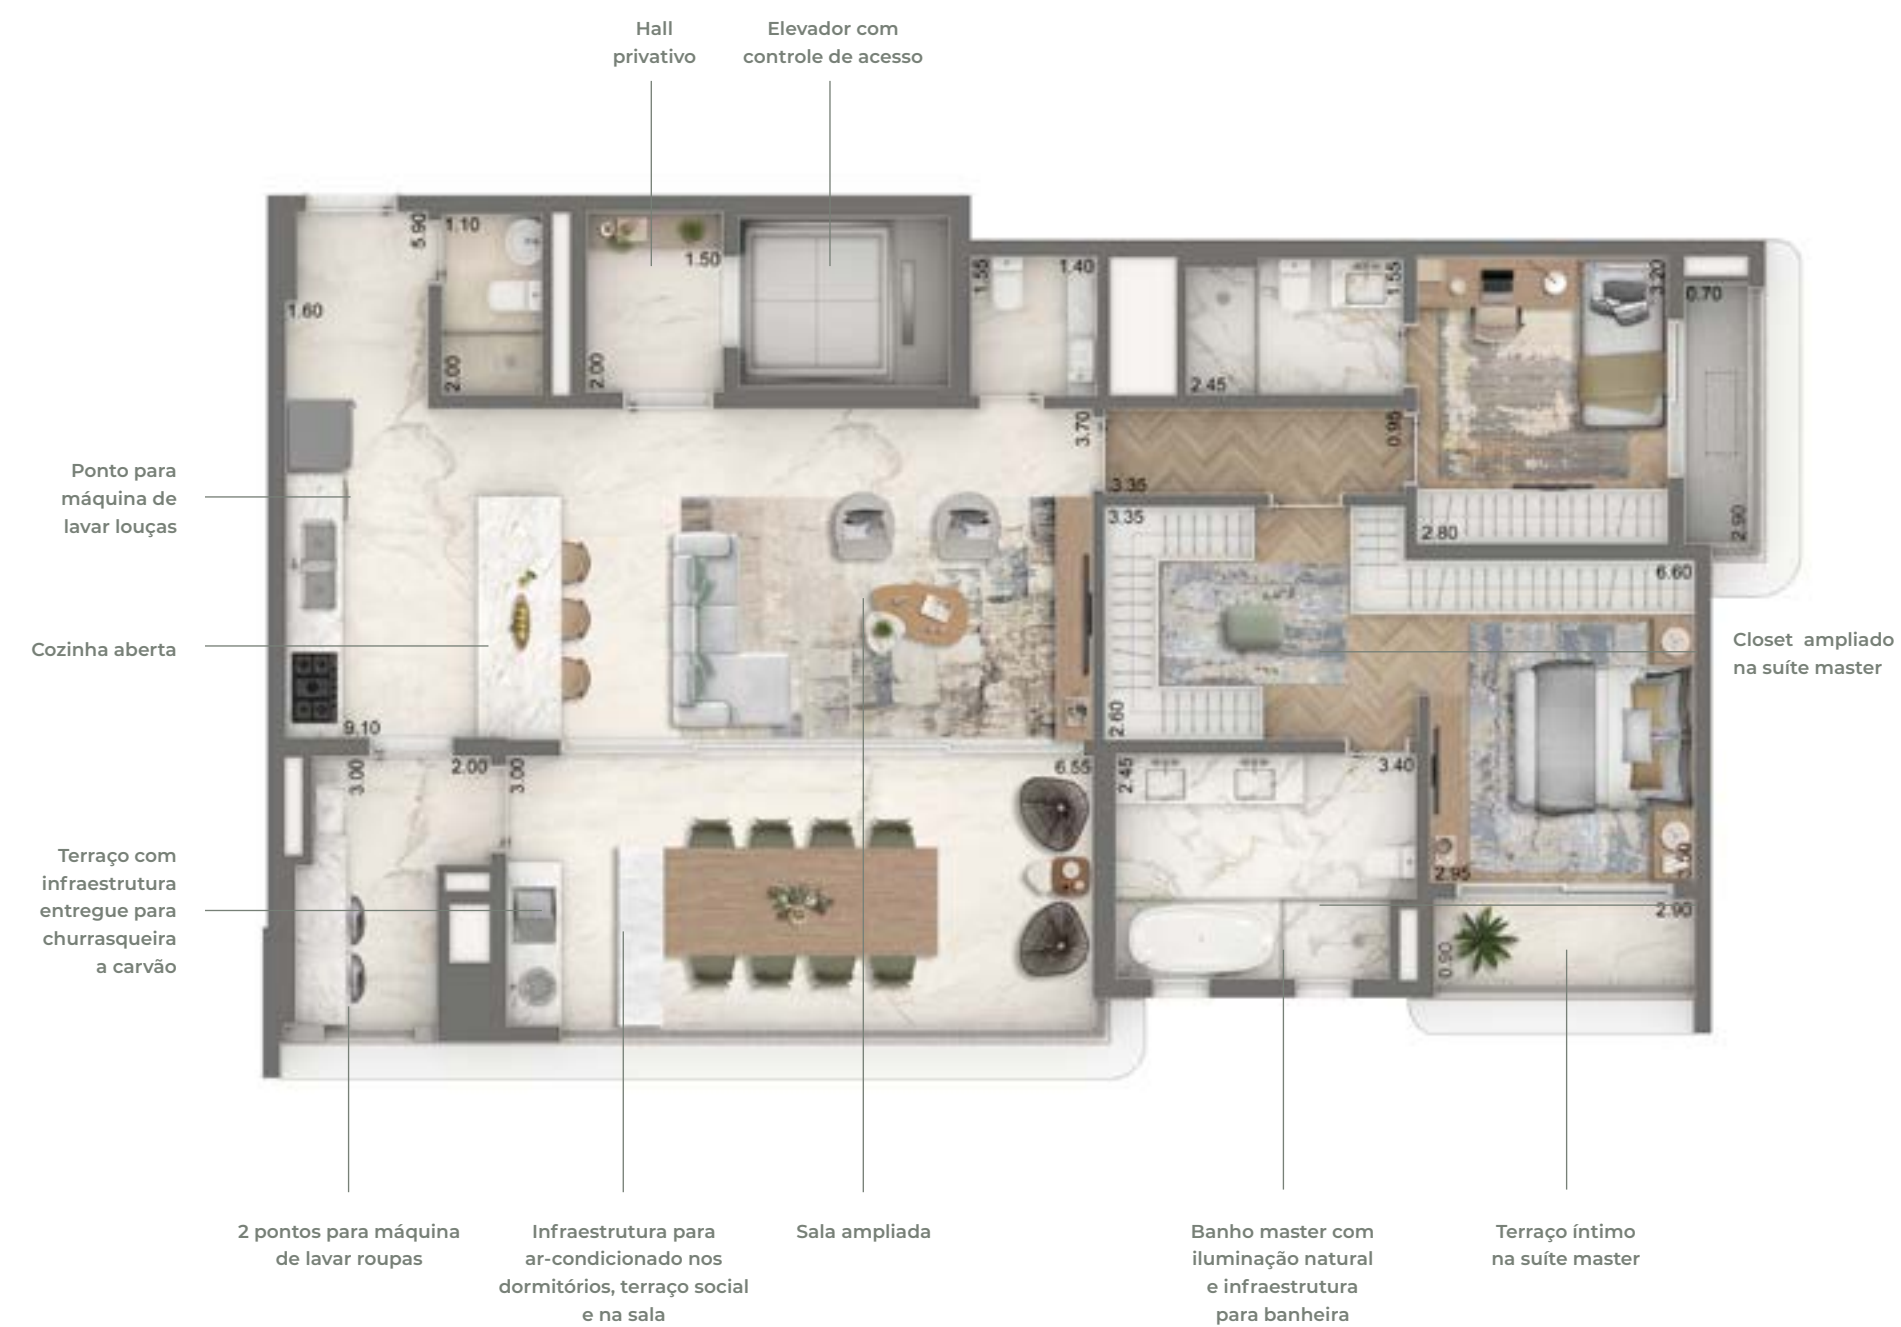 Hall
privativo
Elevador com
controle de acesso
5.90
1.10
1.60
2.00
1.50
2.00
1.55
1.40
2.45
1.55
3.20
0.70
2.90
3.70
0.95
3.35
3.35
2.80
6.60
2.60
9.10
3.00
2.00
3.00
6.55
2.45
3.40
2.95
2.90
0.90
Ponto para
máquina de
lavar louças
Cozinha aberta
Terraço com
infraestrutura
entregue para
churrasqueira
a carvão
Closet ampliado
na suíte master
2 pontos para máquina
de lavar roupas
Infraestrutura para
ar-condicionado nos
dormitórios, terraço social
e na sala
Sala ampliada
Banho master com
iluminação natural
e infraestrutura
para banheira
Terraço íntimo
na suíte master